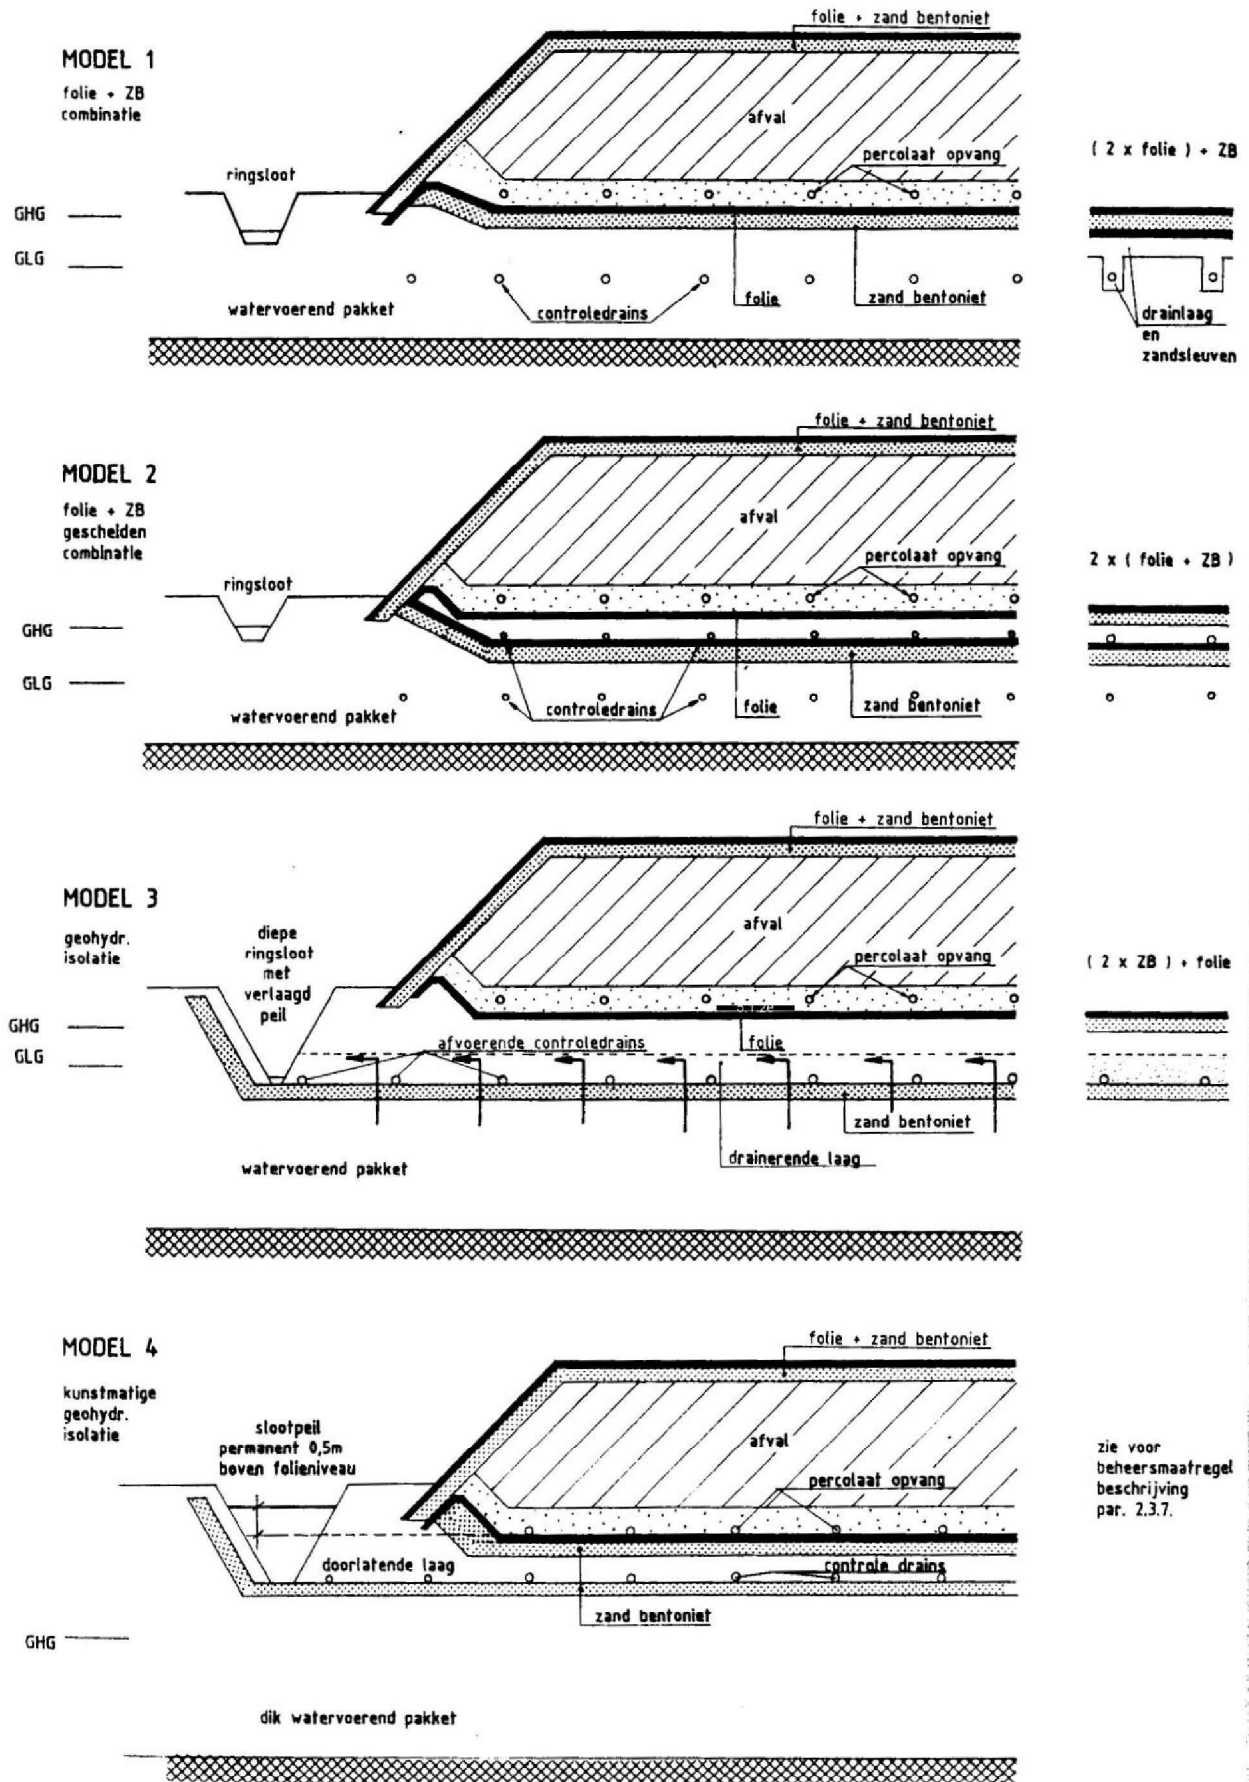 folie + zand bentoniet
MODEL 1
folie + ZB
combinatie
afval
percolaat opvang
( 2 x folie ) + ZB
ringsloot
GHG
GLG
watervoerend pakket
controledrains
folie
zand bentoniet
drainlaag
en
zandsleuven
folie + zand bentoniet
MODEL 2
folie + ZB
gescheiden
combinatie
afval
percolaat opvang
2 x ( folie + ZB )
ringsloot
GHG
GLG
watervoerend pakket
controledrains
folie
zand bentoniet
folie + zand bentoniet
MODEL 3
geohydr.
isolatie
diepe
ringsloot
met
verlaagd
peil
afval
percolaat opvang
( 2 x ZB ) + folie
GHG
GLG
afvoerende controledrains
folie
zand bentoniet
drainerende laag
watervoerend pakket
folie + zand bentoniet
MODEL 4
kunstmatige
geohydr.
isolatie
slootpeil
permanent 0,5m
boven folieniveau
afval
percolaat opvang
zie voor
beheersmaatregel
beschrijving
par. 2.3.7.
doorlatende laag
controle drains
zand bentoniet
GHG
dik watervoerend pakket